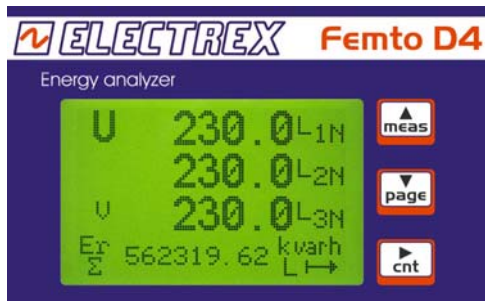 ELECTREX Femto D4
Energy analyzer
U 230.0 L1N
meas
230.0 L2N
page
V 230.0 L3N
Er Σ 562319.62 kvarh L
cnt